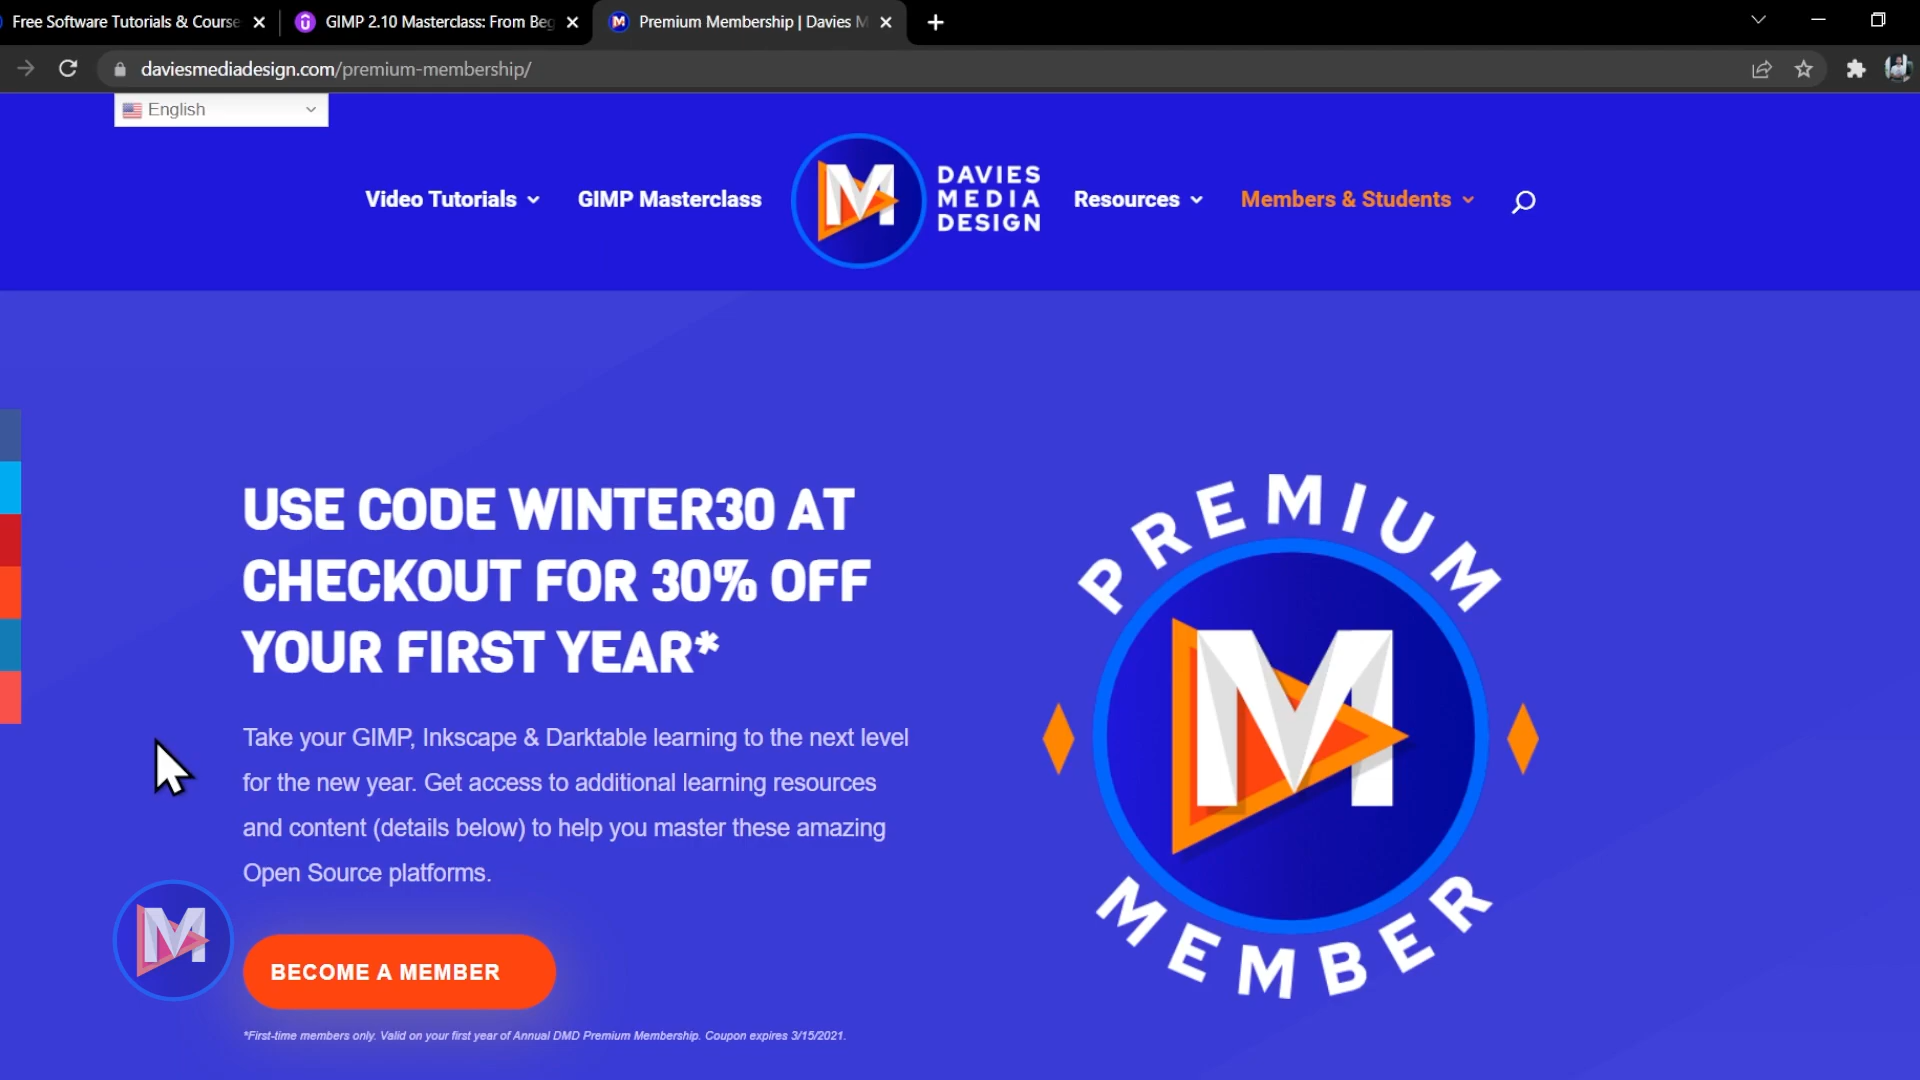 Free Software Tutorials & Course
GIMP 2.10 Masterclass: From Beg
Premium Membership | Davies M
daviesmediadesign.com/premium-membership/
English
Video Tutorials
GIMP Masterclass
DAVIES
MEDIA
DESIGN
Resources
Members & Students
USE CODE WINTER30 AT
CHECKOUT FOR 30% OFF
YOUR FIRST YEAR*
Take your GIMP, Inkscape & Darktable learning to the next level
for the new year. Get access to additional learning resources
and content (details below) to help you master these amazing
Open Source platforms.
BECOME A MEMBER
*First-time members only. Valid on your first year of Annual DMD Premium Membership. Coupon expires 3/15/2021.
PREMIUM
M
MEMBER
M